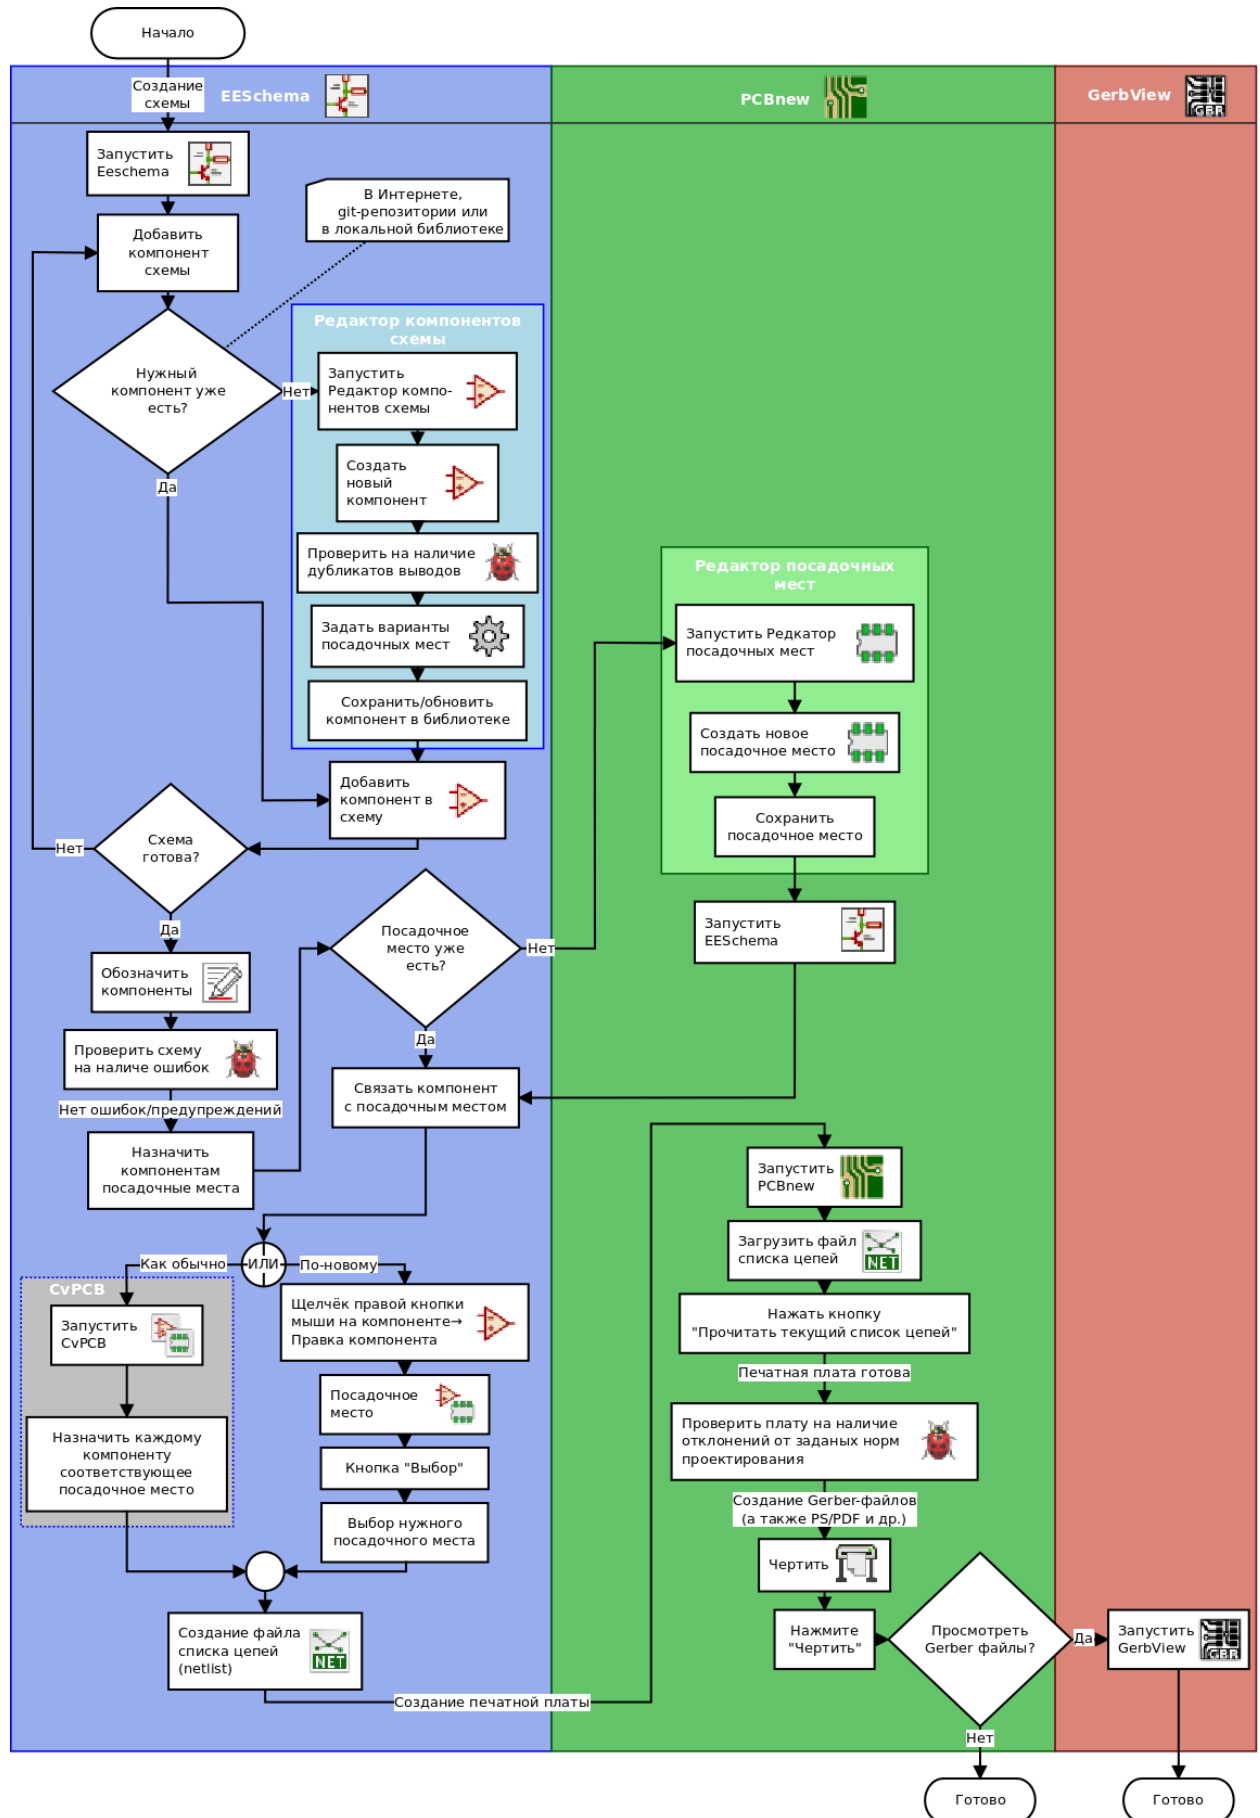 Начало
Создание
схемы
EESchema
PCBnew
GerbView
GBR
Запустить
Eeschema
В Интернете,
git-репозитории или
в локальной библиотеке
Добавить
компонент
схемы
Редактор компонентов
схемы
Нужный
компонент уже
есть?
Нет
Да
Запустить
Редактор компо-
нентов схемы
Создать
новый
компонент
Проверить на наличие
дубликатов выводов
Задать варианты
посадочных мест
Сохранить/обновить
компонент в библиотеке
Добавить
компонент в
схему
Схема
готова?
Нет
Да
Редактор посадочных
мест
Запустить Редкатор
посадочных мест
Создать новое
посадочное место
Сохранить
посадочное место
Запустить
EESchema
Посадочное
место уже
есть?
Нет
Да
Обозначить
компоненты
Проверить схему
на наличе ошибок
Нет ошибок/предупреждений
Назначить
компонентам
посадочные места
Связать компонент
с посадочным местом
ИЛИ
Как обычно
По-новому
CvPCB
Запустить
CvPCB
Назначить каждому
компоненту
соответствующее
посадочное место
Щелчёк правой кнопки
мыши на компоненте→
Правка компонента
Посадочное
место
Кнопка "Выбор"
Выбор нужного
посадочного места
Создание файла
списка цепей
(netlist)
NET
Создание печатной платы
Запустить
PCBnew
Загрузить файл
списка цепей
NET
Нажать кнопку
"Прочитать текущий список цепей"
Печатная плата готова
Проверить плату на наличие
отклонений от заданых норм
проектирования
Создание Gerber-файлов
(а также PS/PDF и др.)
Чертить
Нажмите
"Чертить"
Просмотреть
Gerber файлы?
Да
Нет
Запустить
GerbView
GBR
Готово
Готово